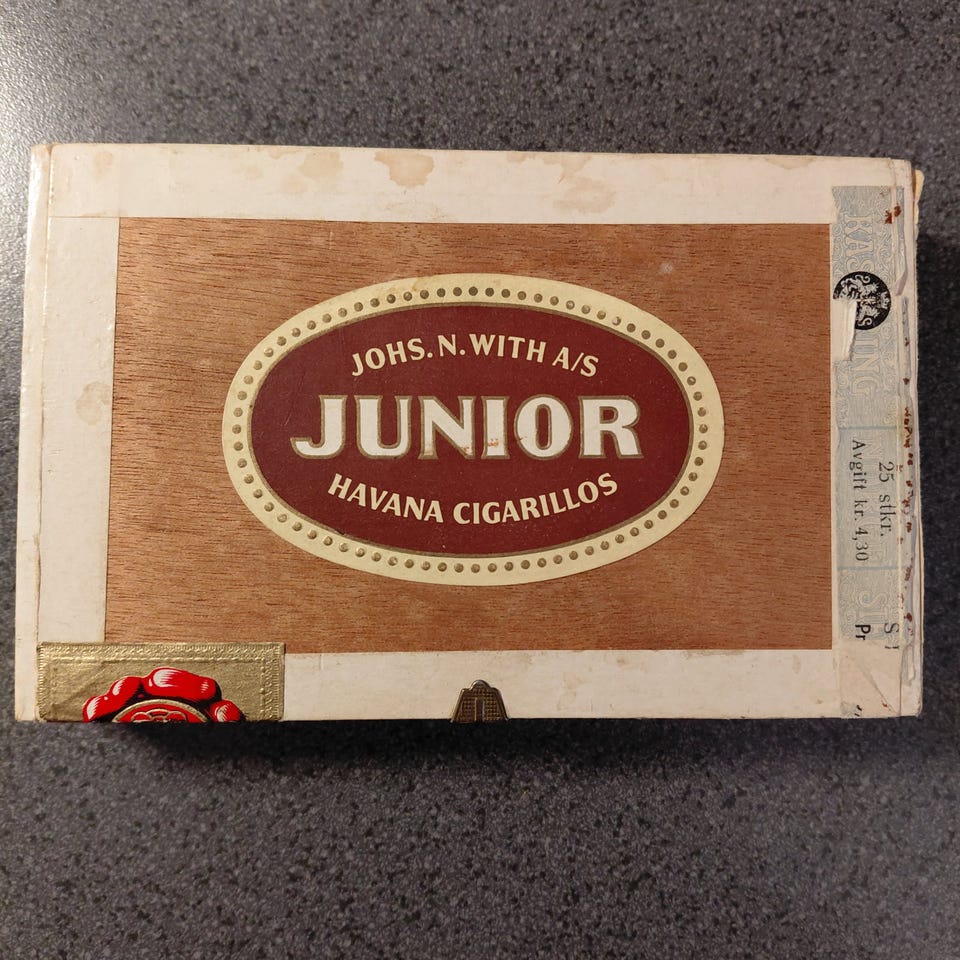 JOHS. N. WITH A/S
JUNIOR
HAVANA CIGARILLOS
25 stkr.
Avgift kr. 4,30